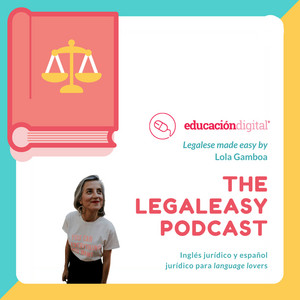 educacióndigital®
Legalese made easy by
Lola Gamboa
THE
LEGALEASY
PODCAST
Inglés jurídico y español
jurídico para language lovers